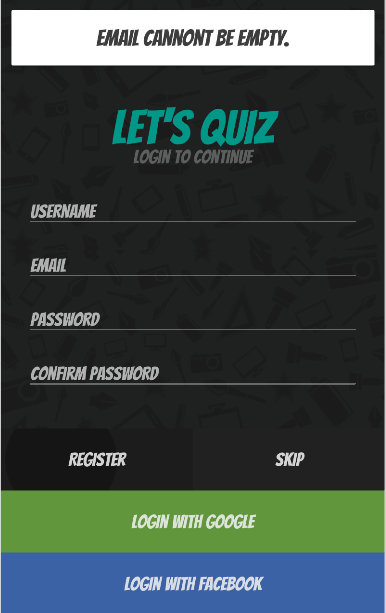 EMAIL CANNONT BE EMPTY.
LET'S QUIZ
LOGIN TO CONTINUE
USERNAME
EMAIL
PASSWORD
CONFIRM PASSWORD
REGISTER
SKIP
LOGIN WITH GOOGLE
LOGIN WITH FACEBOOK